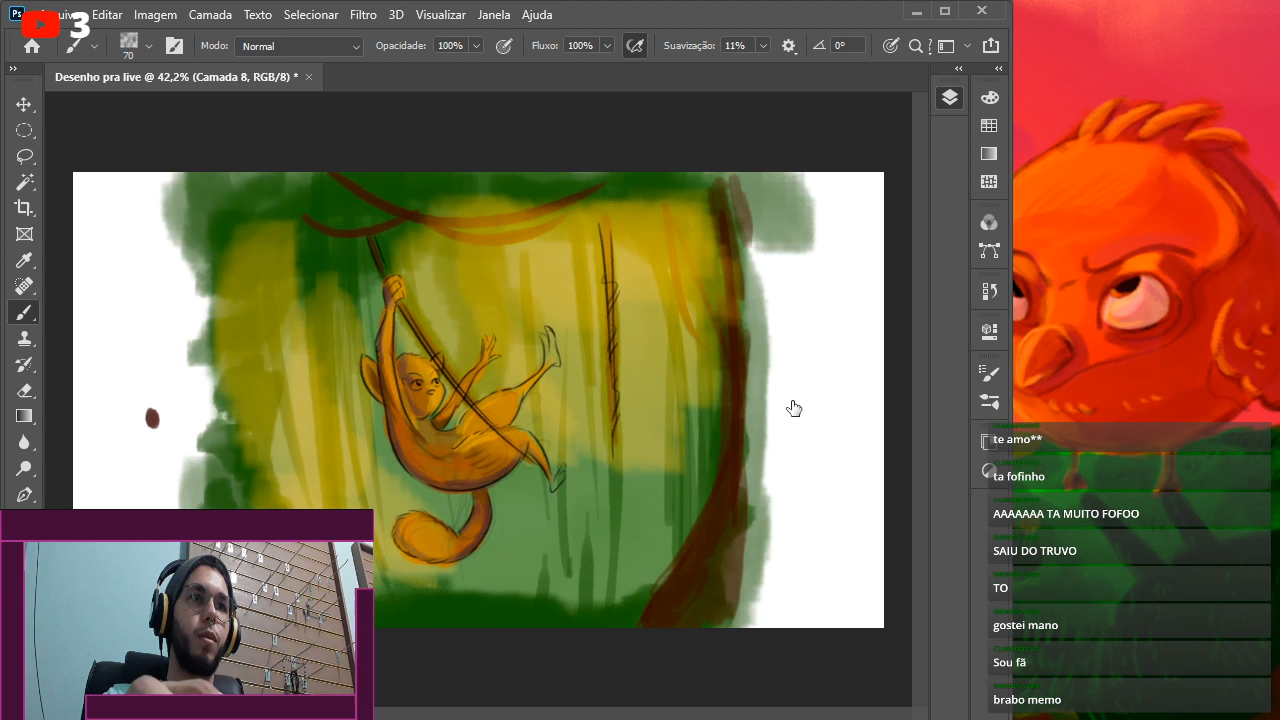 Ps Editar Imagem Camada Texto Selecionar Filtro 3D Visualizar Janela Ajuda
3
70 Modo: Normal Opacidade: 100% Fluxo: 100% Suavização: 11% 0°
Desenho pra live @ 42,2% (Camada 8, RGB/8) * ×
te amo**
ta fofinho
AAAAAAA TA MUITO FOFOO
SAIU DO TRUVO
TO
gostei mano
Sou fã
brabo memo